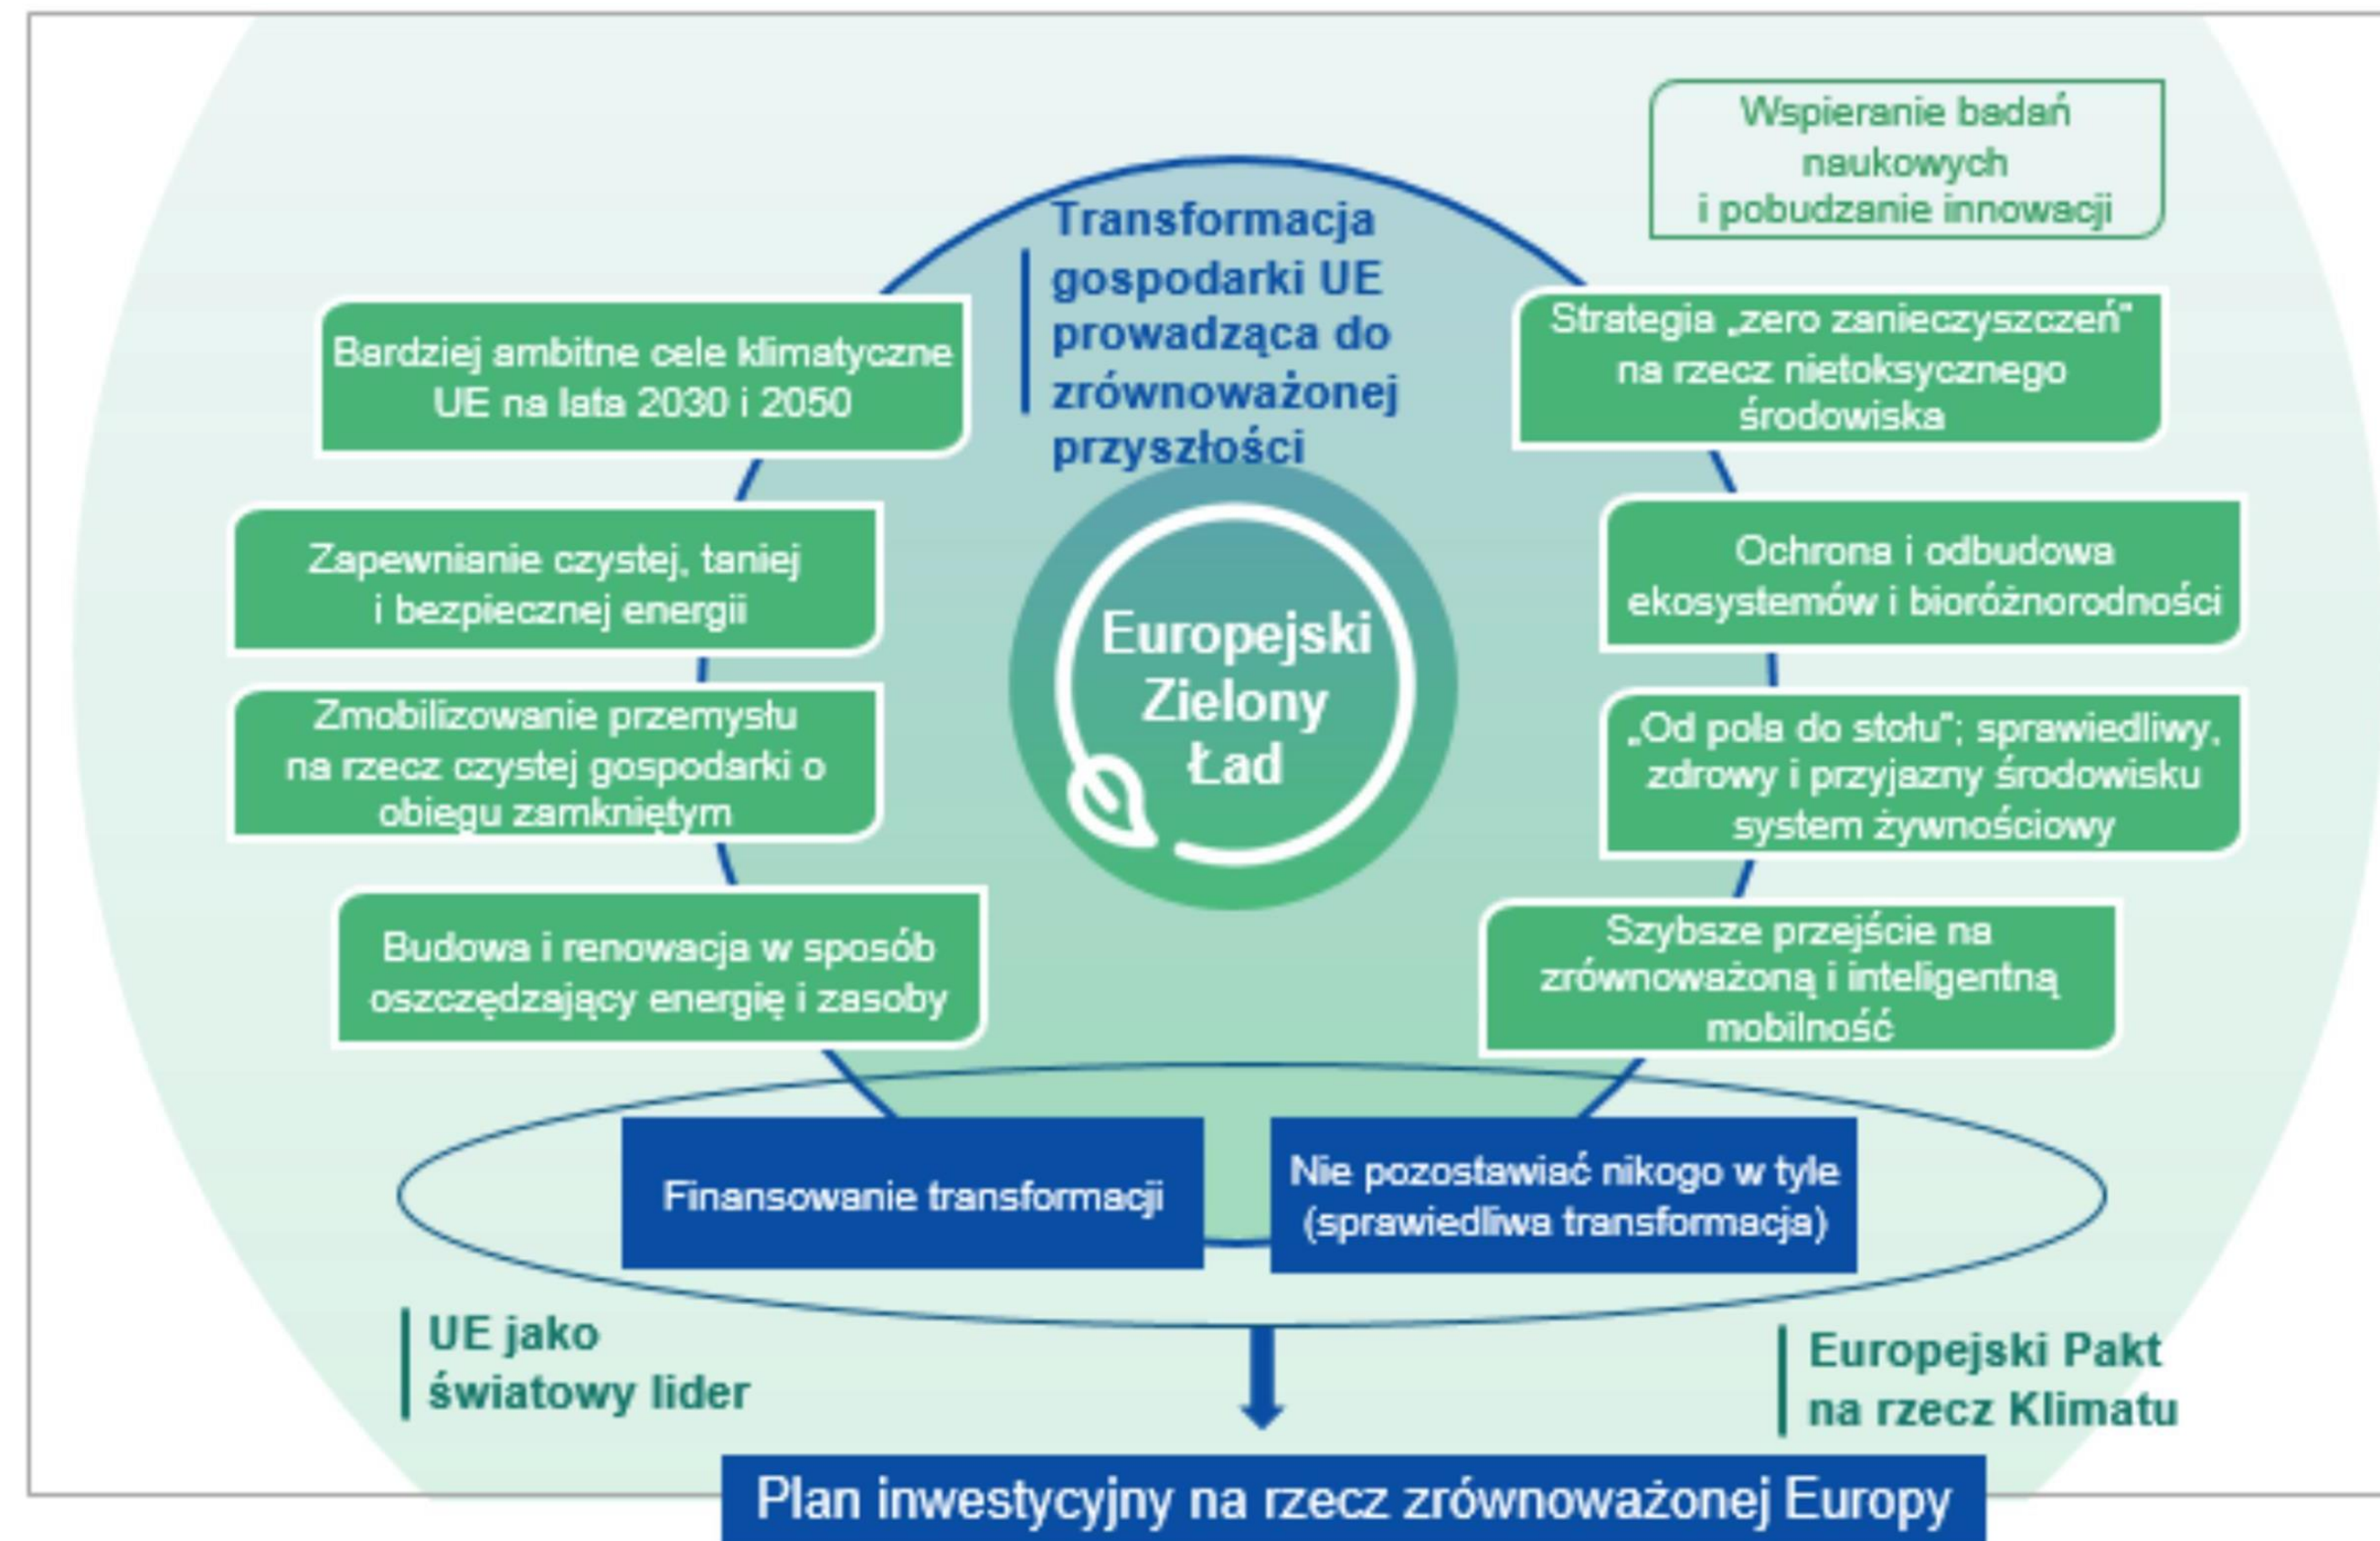 Wspieranie badań
naukowych
i pobudzanie innowacji
Transformacja
gospodarki UE
prowadząca do
zrównoważonej
przyszłości
Bardziej ambitne cele klimatyczne
UE na lata 2030 i 2050
Strategia „zero zanieczyszczeń”
na rzecz nietoksycznego
środowiska
Zapewnianie czystej, taniej
i bezpiecznej energii
Ochrona i odbudowa
ekosystemów i bioróżnorodności
Europejski
Zielony
Ład
Zmobilizowanie przemysłu
na rzecz czystej gospodarki o
obiegu zamkniętym
„Od pola do stołu”; sprawiedliwy,
zdrowy i przyjazny środowisku
system żywnościowy
Budowa i renowacja w sposób
oszczędzający energię i zasoby
Szybsze przejście na
zrównoważoną i inteligentną
mobilność
Finansowanie transformacji
Nie pozostawiać nikogo w tyle
(sprawiedliwa transformacja)
UE jako
światowy lider
Europejski Pakt
na rzecz Klimatu
Plan inwestycyjny na rzecz zrównoważonej Europy